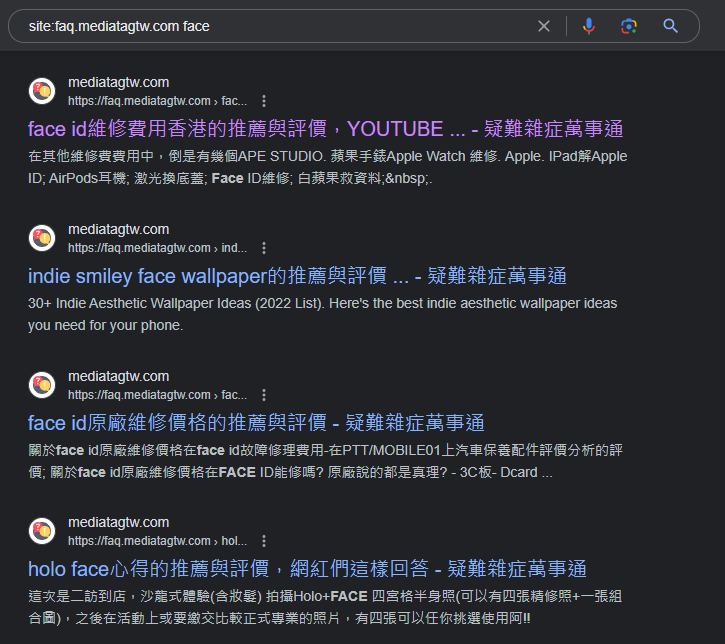 site:faq.mediatagtw.com face
mediatagtw.com
https://faq.mediatagtw.com › fac...
face id維修費用香港的推薦與評價，YOUTUBE ... - 疑難雜症萬事通
在其他維修費費用中，倒是有幾個APE STUDIO. 蘋果手錶Apple Watch 維修. Apple. IPad解Apple
ID; AirPods耳機; 激光換底蓋; Face ID維修; 白蘋果救資料;&nbsp;.
mediatagtw.com
https://faq.mediatagtw.com › ind...
indie smiley face wallpaper的推薦與評價 ... - 疑難雜症萬事通
30+ Indie Aesthetic Wallpaper Ideas (2022 List). Here's the best indie aesthetic wallpaper ideas
you need for your phone.
mediatagtw.com
https://faq.mediatagtw.com › fac...
face id原廠維修價格的推薦與評價 - 疑難雜症萬事通
關於face id原廠維修價格在face id故障修理費用-在PTT/MOBILE01上汽車保養配件評價分析的評
價; 關於face id原廠維修價格在FACE ID能修嗎? 原廠說的都是真理? - 3C板- Dcard ...
mediatagtw.com
https://faq.mediatagtw.com › hol...
holo face心得的推薦與評價，網紅們這樣回答 - 疑難雜症萬事通
這次是二訪到店，沙龍式體驗(含妝髮) 拍攝Holo+FACE 四宮格半身照(可以有四張精修照+一張組
合圖)，之後在活動上或要繳交比較正式專業的照片，有四張可以任你挑選使用阿!!